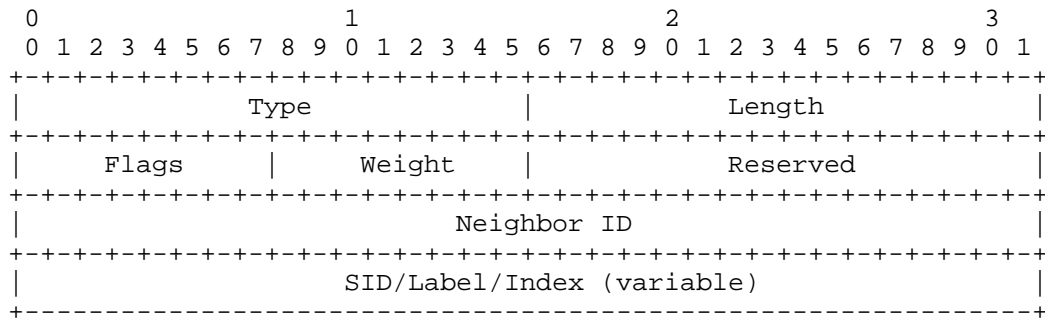 0                   1                   2                   3
 0 1 2 3 4 5 6 7 8 9 0 1 2 3 4 5 6 7 8 9 0 1 2 3 4 5 6 7 8 9 0 1
+-+-+-+-+-+-+-+-+-+-+-+-+-+-+-+-+-+-+-+-+-+-+-+-+-+-+-+-+-+-+-+-+
|              Type             |            Length             |
+-+-+-+-+-+-+-+-+-+-+-+-+-+-+-+-+-+-+-+-+-+-+-+-+-+-+-+-+-+-+-+-+
|     Flags     |     Weight    |            Reserved           |
+-+-+-+-+-+-+-+-+-+-+-+-+-+-+-+-+-+-+-+-+-+-+-+-+-+-+-+-+-+-+-+-+
|                           Neighbor ID                         |
+-+-+-+-+-+-+-+-+-+-+-+-+-+-+-+-+-+-+-+-+-+-+-+-+-+-+-+-+-+-+-+-+
|                    SID/Label/Index (variable)                 |
+---------------------------------------------------------------+